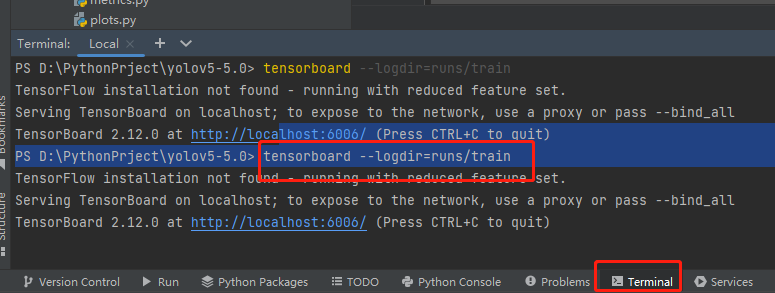 metrics.py
plots.py
Terminal: Local
PS D:\PythonPrject\yolov5-5.0> tensorboard --logdir=runs/train
TensorFlow installation not found - running with reduced feature set.
Serving TensorBoard on localhost; to expose to the network, use a proxy or pass --bind_all
TensorBoard 2.12.0 at http://localhost:6006/ (Press CTRL+C to quit)
PS D:\PythonPrject\yolov5-5.0> tensorboard --logdir=runs/train
TensorFlow installation not found - running with reduced feature set.
Serving TensorBoard on localhost; to expose to the network, use a proxy or pass --bind_all
TensorBoard 2.12.0 at http://localhost:6006/ (Press CTRL+C to quit)
Bookmarks
Structure
Version Control Run Python Packages TODO Python Console Problems Terminal Services